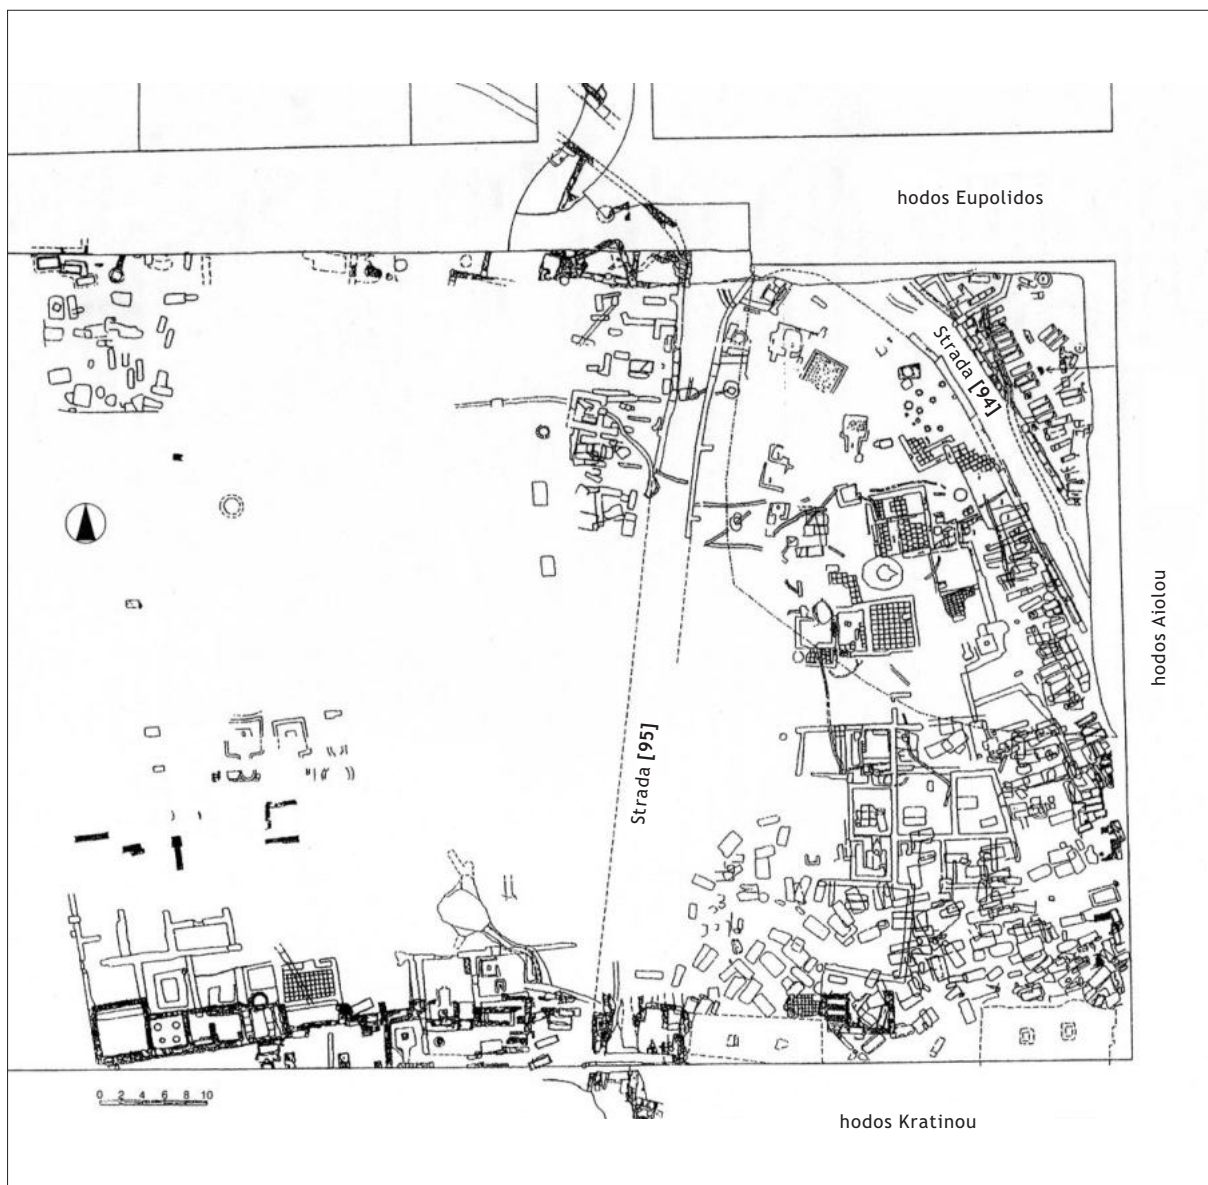 hodos Eupolidos
Strada [94]
hodos Aiolou
Strada [95]
0 2 4 6 8 10
hodos Kratinou